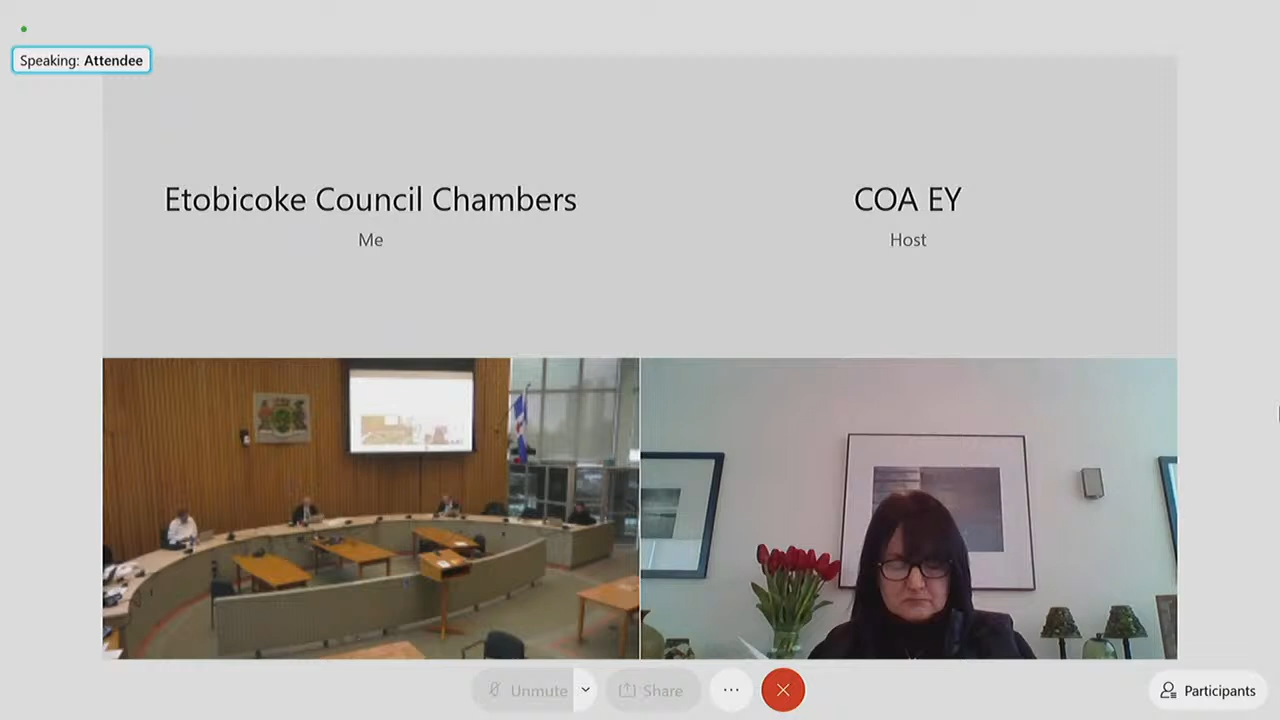 Speaking: Attendee
Etobicoke Council Chambers
Me
COA EY
Host
Unmute
Share
Participants